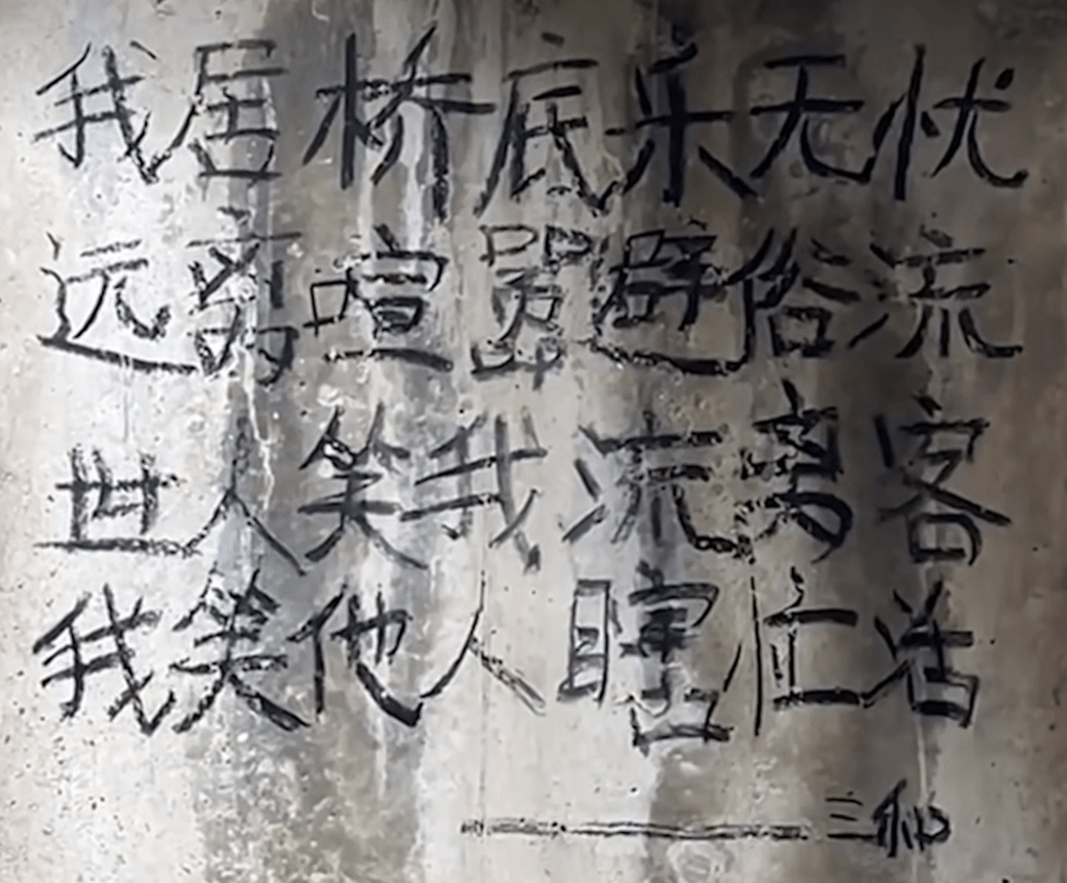 我居桥底乐无忧
远离喧嚣避俗流
世人笑我流离客
我笑他人瞎忙活
——三和